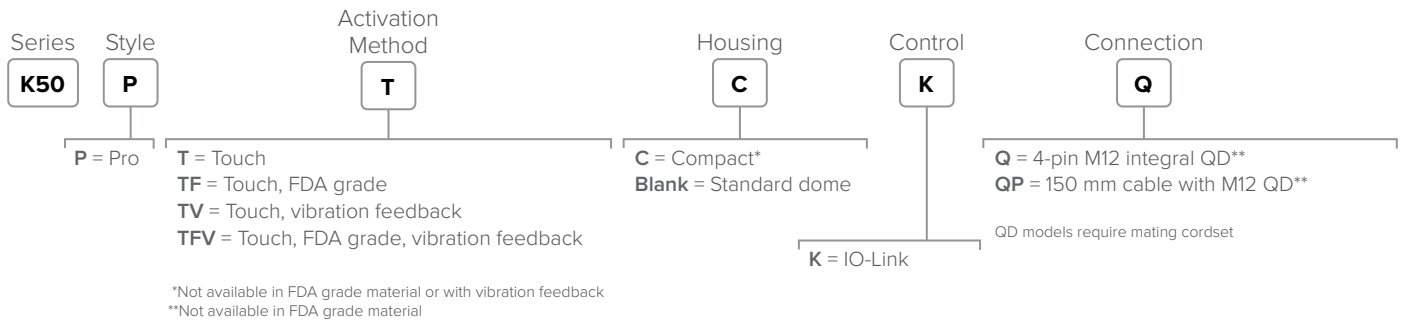 Series
Style
Activation
Method
Housing
Control
Connection
K50
P
T
C
K
Q
P = Pro
T = Touch
TF = Touch, FDA grade
TV = Touch, vibration feedback
TFV = Touch, FDA grade, vibration feedback
C = Compact*
Blank = Standard dome
K = IO-Link
Q = 4-pin M12 integral QD**
QP = 150 mm cable with M12 QD**
QD models require mating cordset
*Not available in FDA grade material or with vibration feedback
**Not available in FDA grade material